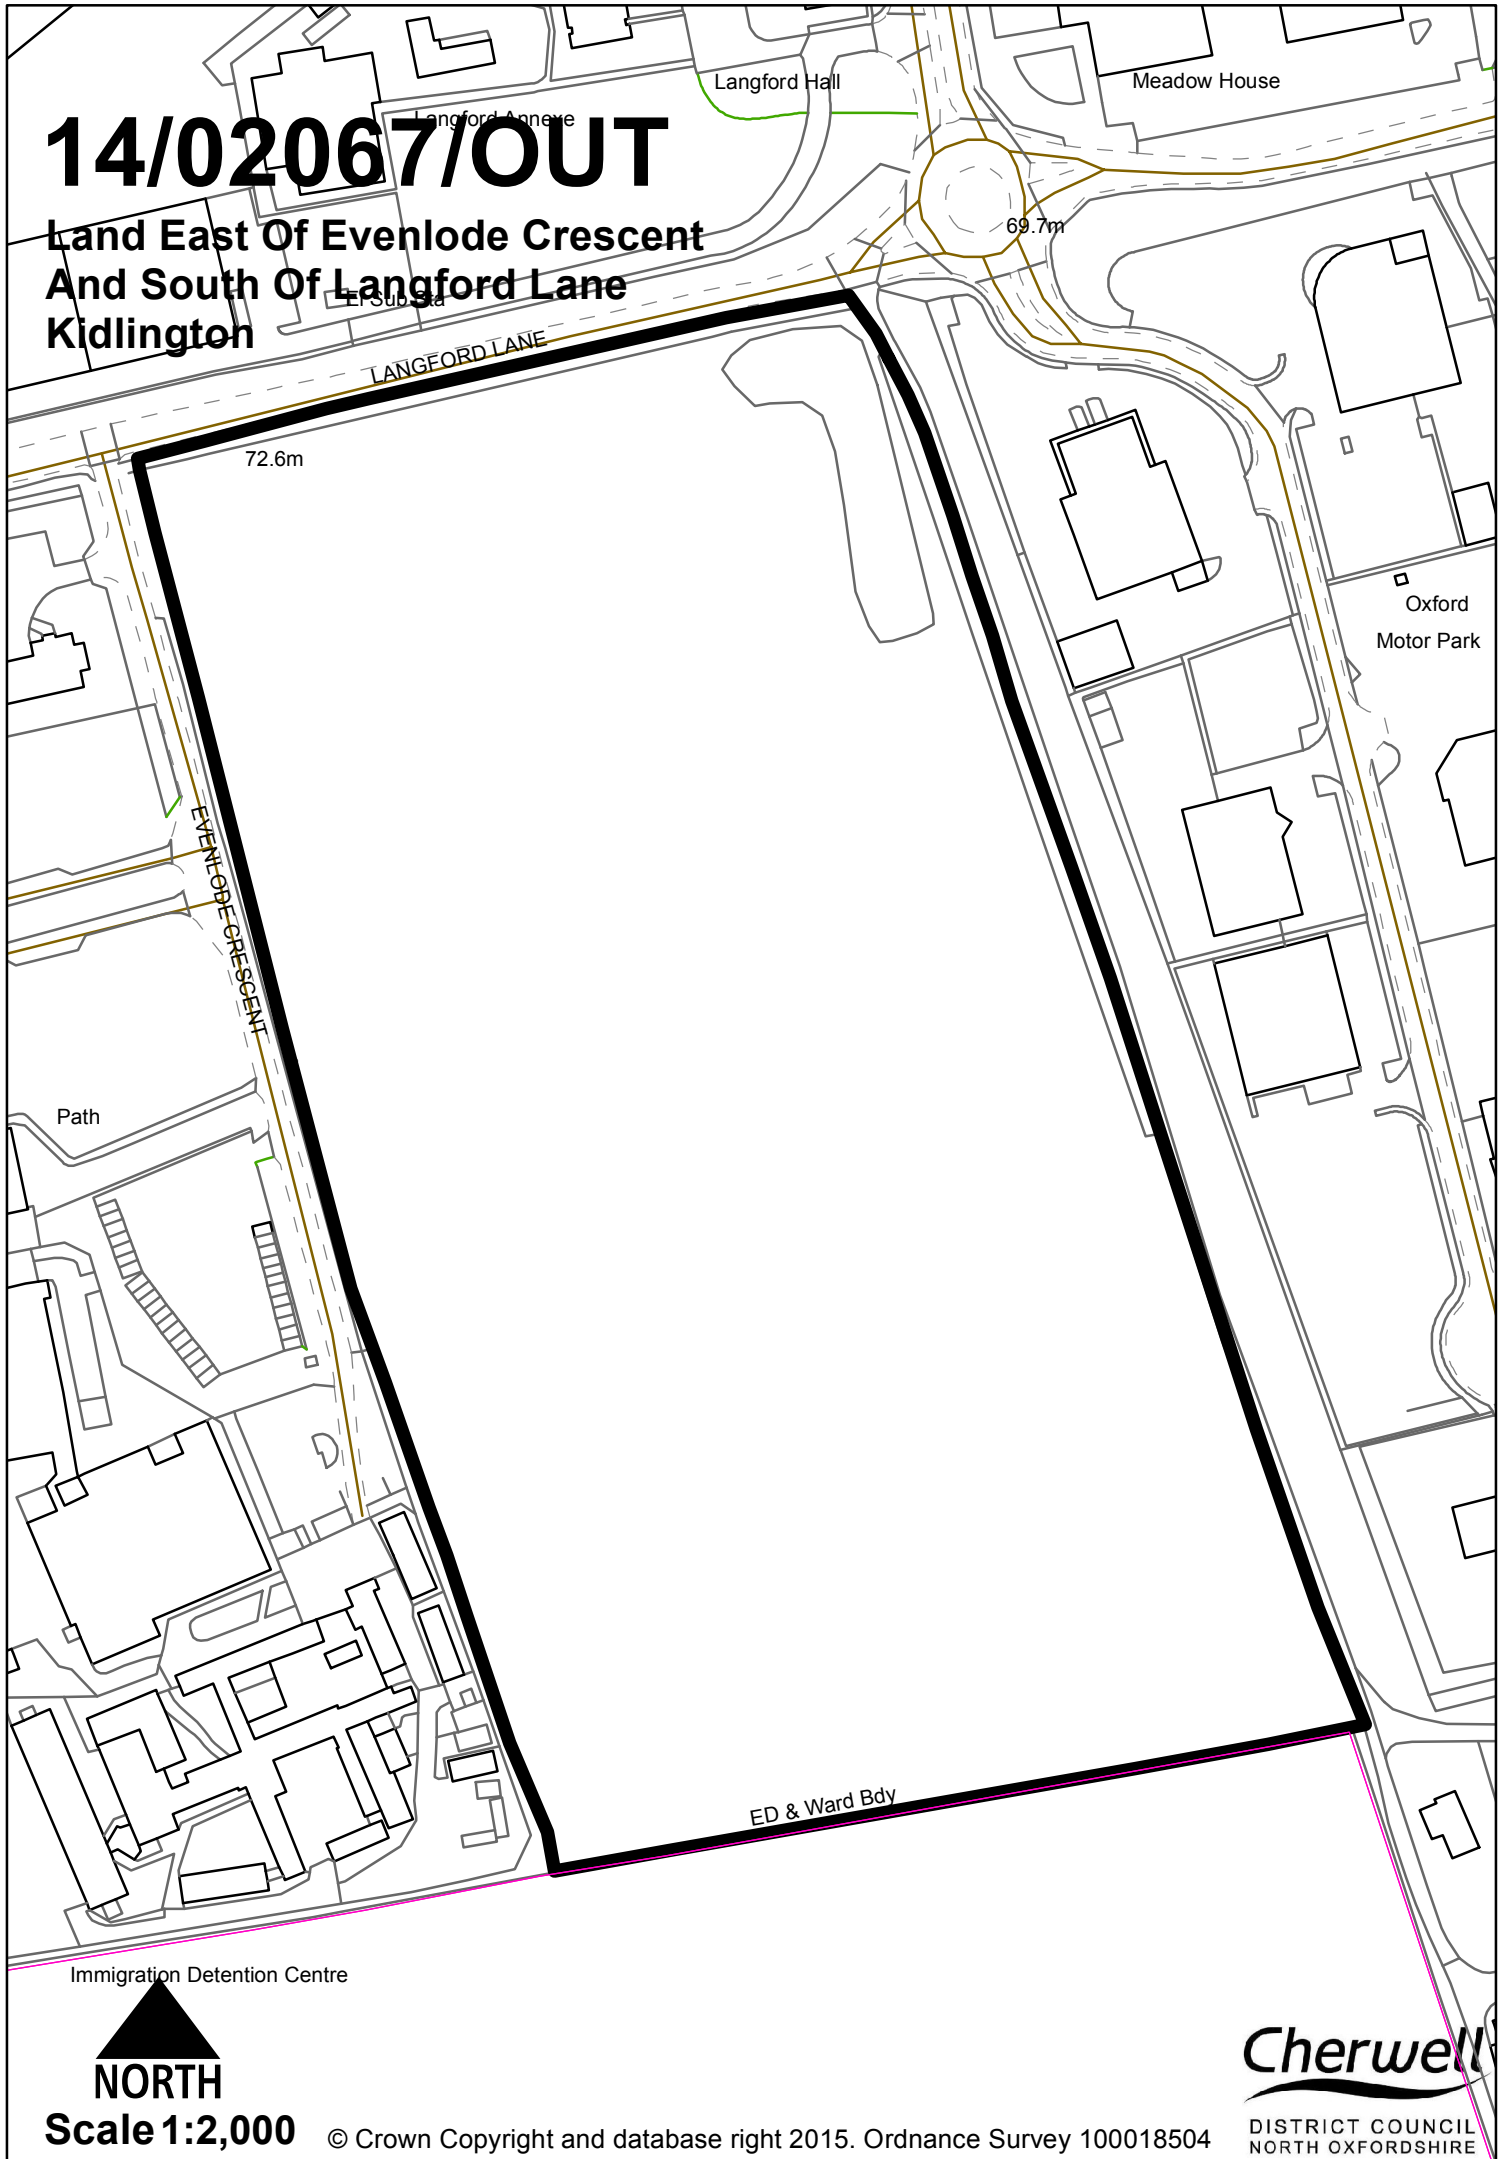 Langford Hall
Meadow House
Langford Annexe
14/02067/OUT
69.7m
Land East Of Evenlode Crescent
And South Of Langford Lane
Kidlington
El Sub Sta
LANGFORD LANE
72.6m
Oxford
Motor Park
EVENLODE CRESCENT
Path
ED & Ward Bdy
Immigration Detention Centre
NORTH
Scale 1:2,000
© Crown Copyright and database right 2015. Ordnance Survey 100018504
Cherwell
DISTRICT COUNCIL
NORTH OXFORDSHIRE